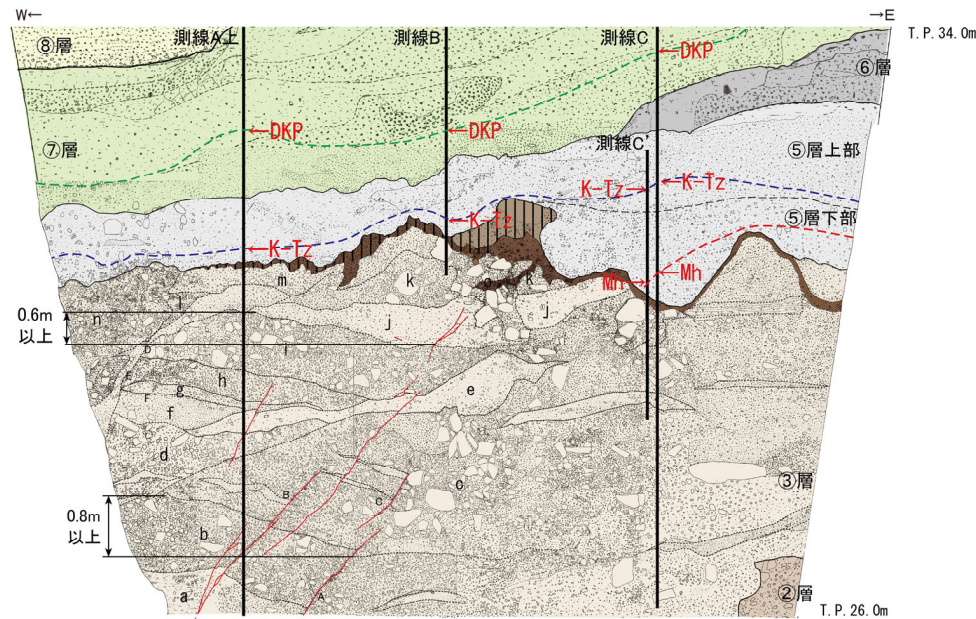 W←
→E
T.P.34.0m
⑧層
測線A上
測線B
測線C
⑥層
←DKP
←DKP
←DKP
⑦層
測線C'
⑤層上部
K-Tz→
←K-Tz
⑤層下部
←K-Tz
←K-Tz
Mh→
←Mh
m
k
o
k
l
n
j
j
0.6m
以上
D
i
E
h
g
F
f
e
d
B
C
c
③層
0.8m
以上
b
a
A
②層
T.P.26.0m